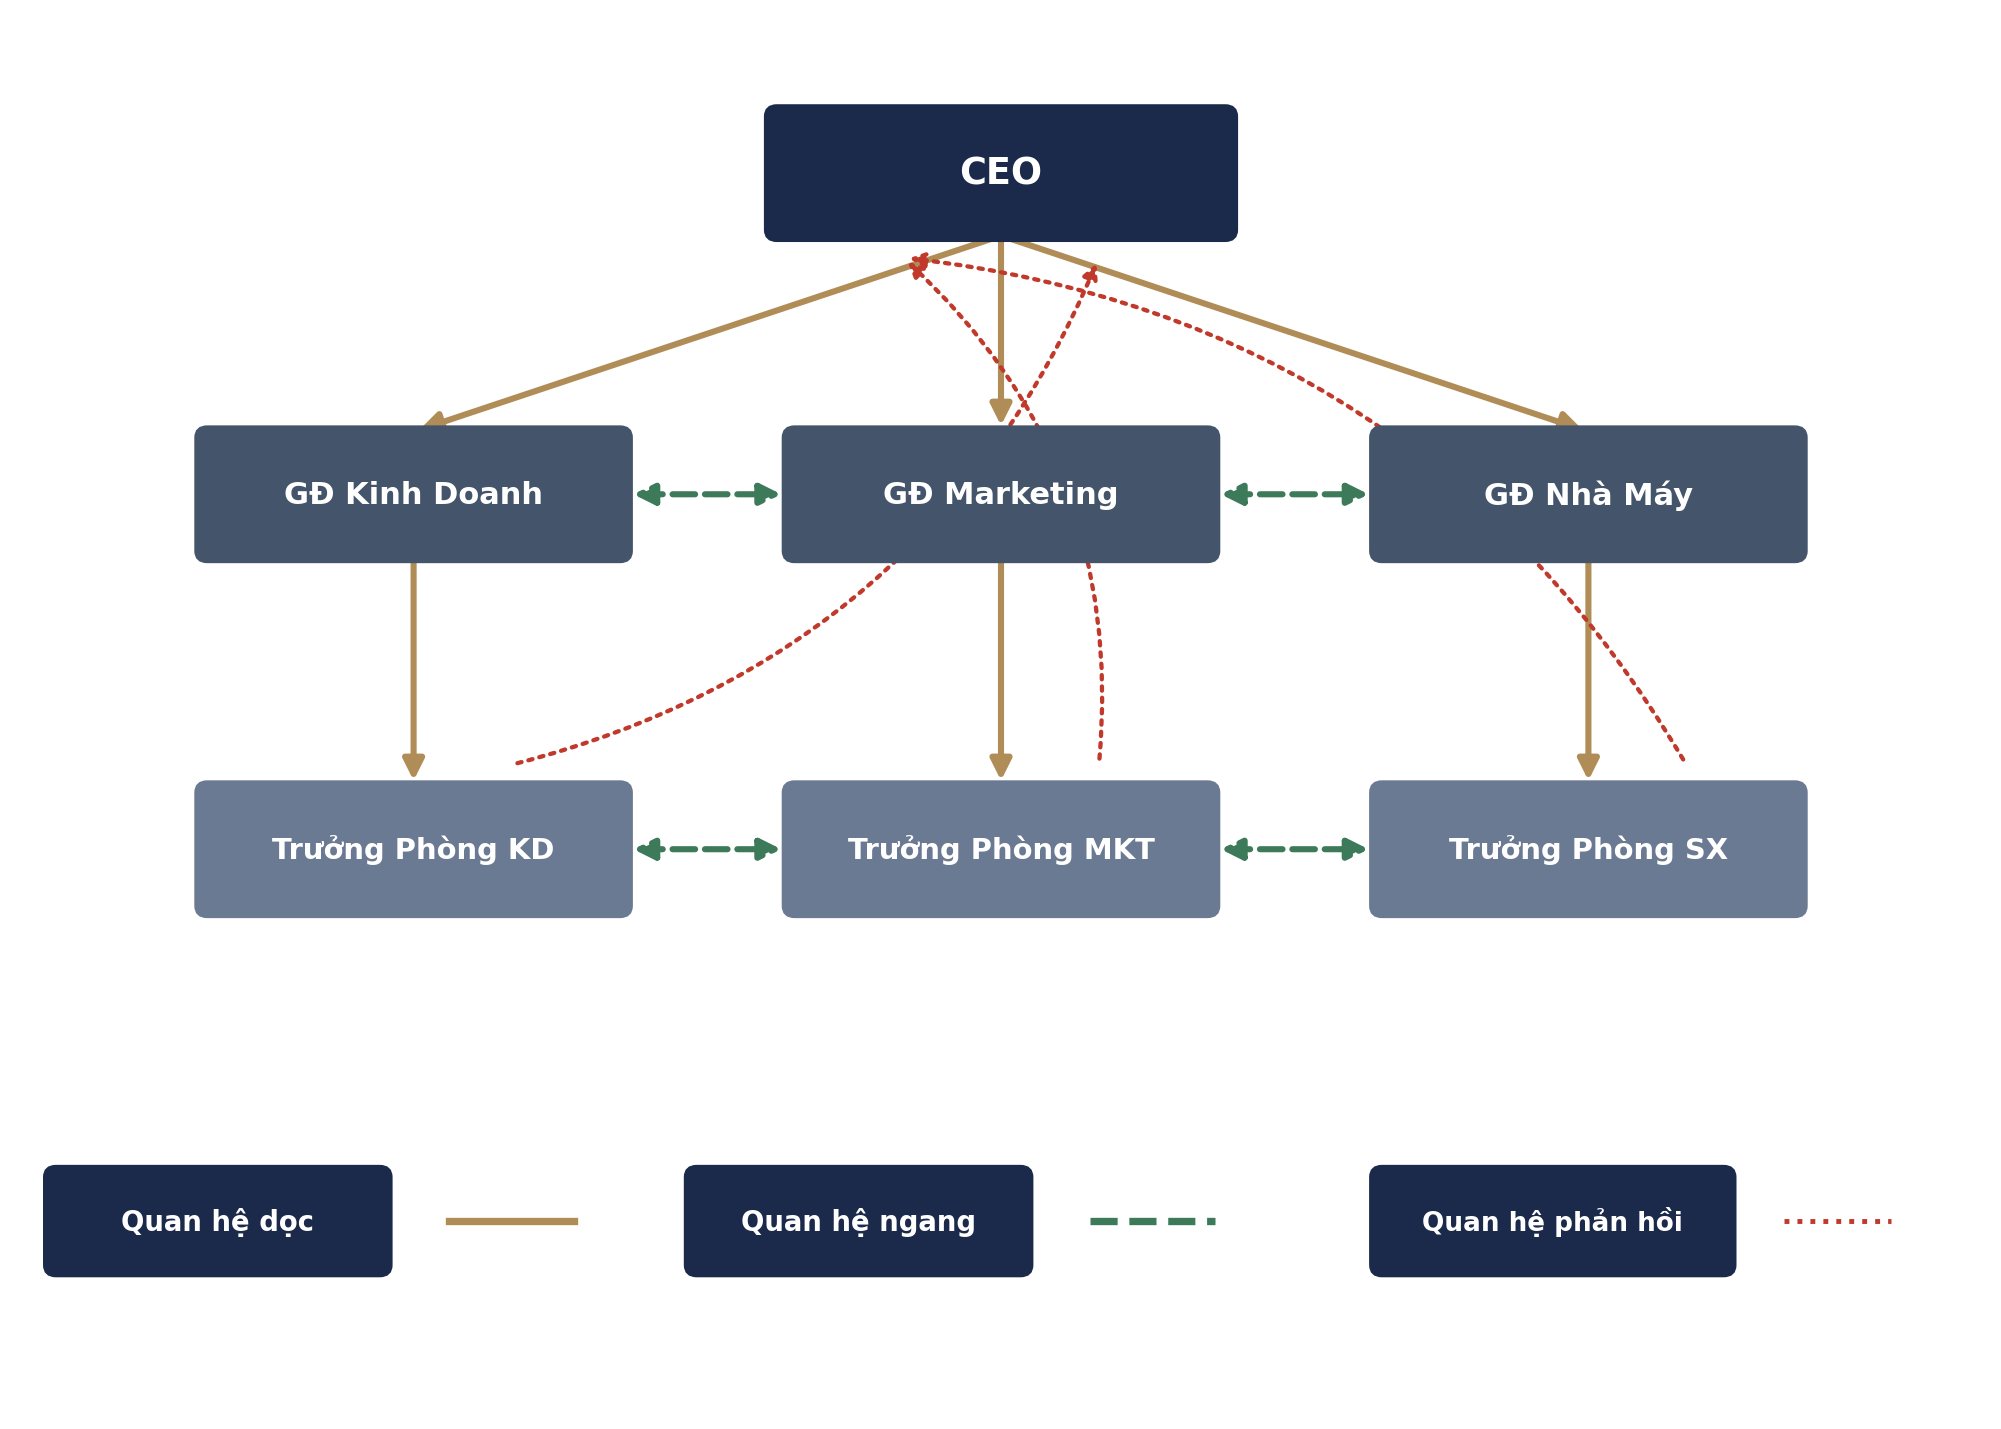 CEO
GĐ Kinh Doanh
GĐ Marketing
GĐ Nhà Máy
Trưởng Phòng KD
Trưởng Phòng MKT
Trưởng Phòng SX
Quan hệ dọc
Quan hệ ngang
Quan hệ phản hồi